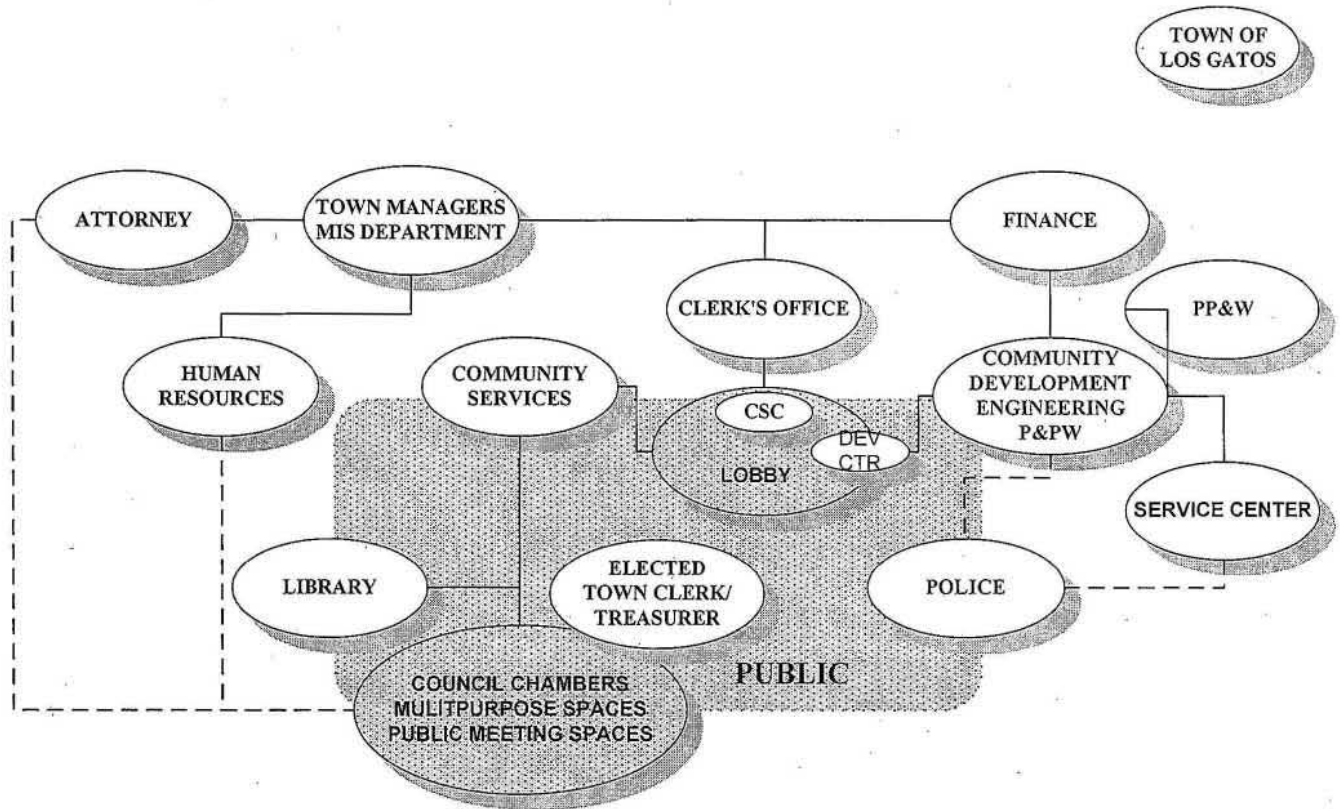 TOWN OF
LOS GATOS
ATTORNEY
TOWN MANAGERS
MIS DEPARTMENT
FINANCE
CLERK'S OFFICE
PP&W
HUMAN
RESOURCES
COMMUNITY
SERVICES
CSC
DEV
CTR
LOBBY
COMMUNITY
DEVELOPMENT
ENGINEERING
P&PW
SERVICE CENTER
LIBRARY
ELECTED
TOWN CLERK/
TREASURER
POLICE
PUBLIC
COUNCIL CHAMBERS
MULITPURPOSE SPACES
PUBLIC MEETING SPACES